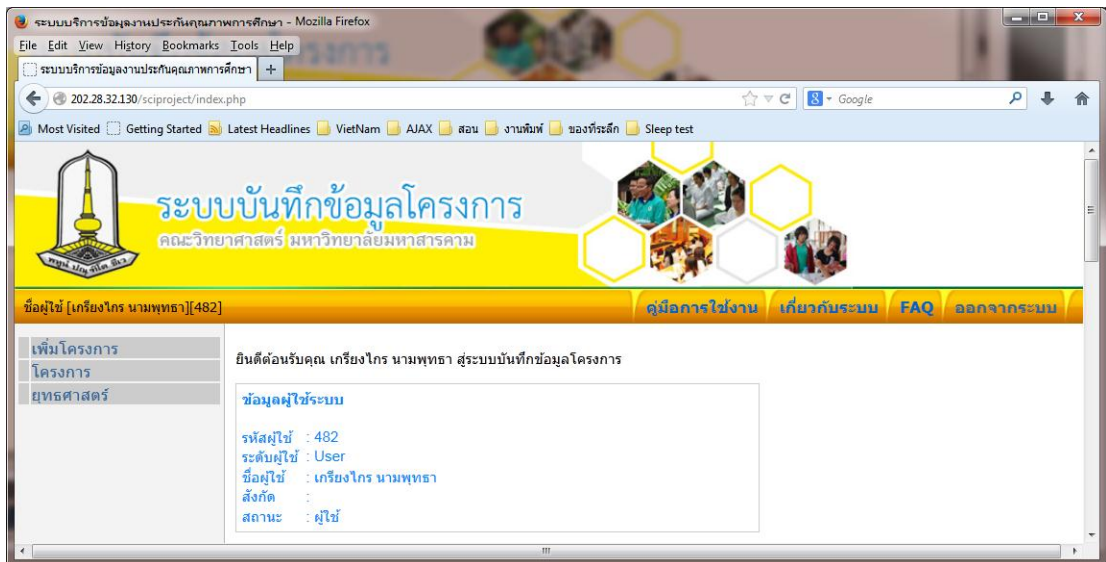 ระบบบริการข้อมูลงานประกันคุณภาพการศึกษา - Mozilla Firefox
File Edit View History Bookmarks Tools Help
ระบบบริการข้อมูลงานประกันคุณภาพการศึกษา +
202.28.32.130/sciproject/index.php Google
Most Visited Getting Started Latest Headlines VietNam AJAX สอน งานพิมพ์ ของที่ระลึก Sleep test
ระบบบันทึกข้อมูลโครงการ
คณะวิทยาศาสตร์ มหาวิทยาลัยมหาสารคาม
ชื่อผู้ใช้ [เกรียงไกร นามพุทธา][482] คู่มือการใช้งาน เกี่ยวกับระบบ FAQ ออกจากระบบ
เพิ่มโครงการ
โครงการ
ยุทธศาสตร์
ยินดีต้อนรับคุณ เกรียงไกร นามพุทธา สู่ระบบบันทึกข้อมูลโครงการ
ข้อมูลผู้ใช้ระบบ
รหัสผู้ใช้ : 482
ระดับผู้ใช้ : User
ชื่อผู้ใช้ : เกรียงไกร นามพุทธา
สังกัด :
สถานะ : ผู้ใช้